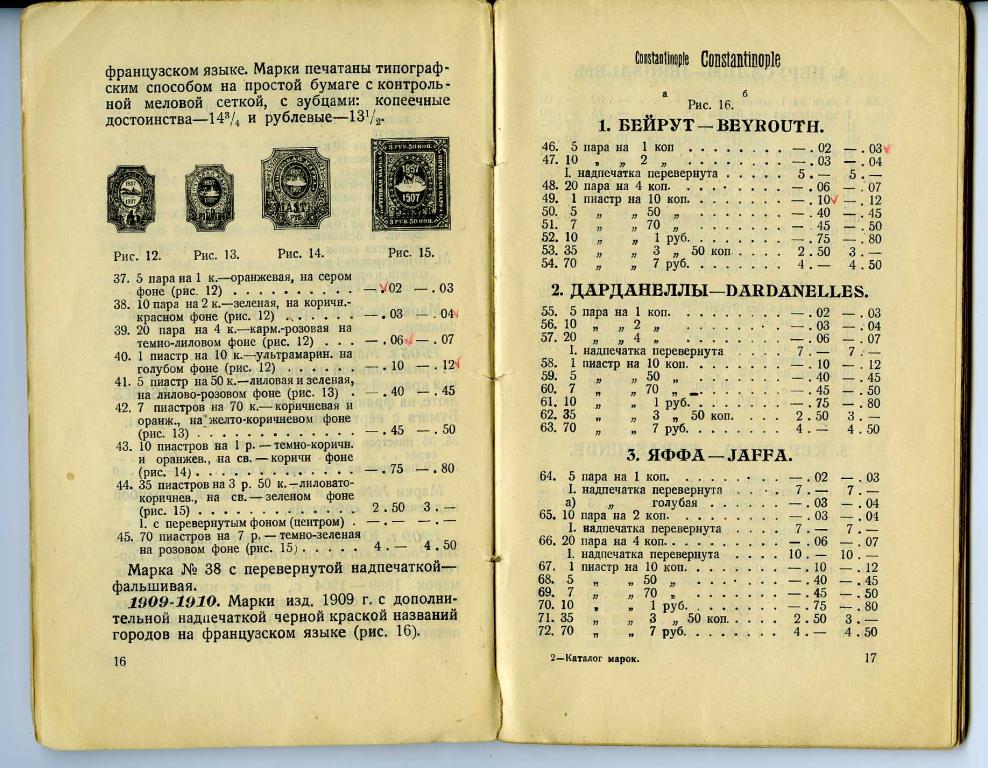 французском языке. Марки печатаны типограф-
ским способом на простой бумаге с контроль-
ной меловой сеткой, с зубцами: копеечные
достоинства—14³/₄ и рублевые—13¹/₂.
Рис. 12. Рис. 13. Рис. 14. Рис. 15.
37. 5 пара на 1 к.—оранжевая, на сером
фоне (рис. 12) . . . . . . . . . . . — . 02 — . 03
38. 10 пара на 2 к.—зеленая, на коричн.-
красном фоне (рис. 12) . . . . . . . — . 03 — . 04
39. 20 пара на 4 к.—карм.-розовая на
темно-лиловом фоне (рис. 12) . . . — . 06 — . 07
40. 1 пиастр на 10 к.—ультрамарин. на
голубом фоне (рис. 12) . . . . . . . — . 10 — . 12
41. 5 пиастр на 50 к.—лиловая и зеленая,
на лилово-розовом фоне (рис. 13) . — . 40 — . 45
42. 7 пиастров на 70 к.—коричневая и
оранж., на желто-коричневом фоне
(рис. 13) . . . . . . . . . . . . . — . 45 — . 50
43. 10 пиастров на 1 р.—темно-коричн.
и оранжев., на св.—коричн фоне
(рис. 14) . . . . . . . . . . . . . — . 75 — . 80
44. 35 пиастров на 3 р. 50 к.—лиловато-
коричнев., на св.—зеленом фоне
(рис. 15) . . . . . . . . . . . . . 2 . 50 3 . —
I. с перевернутым фоном (центром) . — . — — . —
45. 70 пиастров на 7 р.—темно-зеленая
на розовом фоне (рис. 15) . . . . . 4 . — 4 . 50
Марка № 38 с перевернутой надпечаткой—
фальшивая.
1909-1910. Марки изд. 1909 г. с дополни-
тельной надпечаткой черной краской названий
городов на французском языке (рис. 16).
16
Constantinople Constantinople
а б
Рис. 16.
1. БЕЙРУТ—BEYROUTH.
46. 5 пара на 1 коп . . . . . . . . — . 02 — . 03
47. 10 „ „ 2 „ . . . . . . . . — . 03 — . 04
I. надпечатка перевернута . . . . 5 . — 5 . —
48. 20 пара на 4 коп. . . . . . . . — . 06 — . 07
49. 1 пиастр на 10 коп. . . . . . . — . 10 — . 12
50. 5 „ „ 50 „ . . . . . . . — . 40 — . 45
51. 7 „ „ 70 „ . . . . . . . — . 45 — . 50
52. 10 „ „ 1 руб. . . . . . . — . 75 — . 80
53. 35 „ „ 3 „ 50 коп . . . . 2 . 50 3 . —
54. 70 „ „ 7 руб. . . . . . . 4 . — 4 . 50
2. ДАРДАНЕЛЛЫ—DARDANELLES.
55. 5 пара на 1 коп. . . . . . . . — . 02 — . 03
56. 10 „ „ 2 „ . . . . . . . — . 03 — . 04
57. 20 „ „ 4 „ . . . . . . . — . 06 — . 07
I. надпечатка перевернута . . . . 7 . — 7 . —
58. 1 пиастр на 10 коп. . . . . . . — . 10 — . 12
59. 5 „ „ 50 „ . . . . . . . — . 40 — . 45
60. 7 „ „ 70 „ . . . . . . . — . 45 — . 50
61. 10 „ „ 1 руб. . . . . . . — . 75 — . 80
62. 35 „ „ 3 „ 50 коп. . . . . 2 . 50 3 . —
63. 70 „ „ 7 руб. . . . . . . 4 . — 4 . 50
3. ЯФФА—JAFFA.
64. 5 пара на 1 коп. . . . . . . . — . 02 — . 03
I. надпечатка перевернута . . . . 7 . — 7 . —
а) „ голубая . . . . . — . 03 — . 04
65. 10 пара на 2 коп. . . . . . . . — . 03 — . 04
I. надпечатка перевернута . . . . 7 . — 7 . —
66. 20 пара на 4 коп. . . . . . . . — . 06 — . 07
I. надпечатка перевернута . . . . 10 . — 10 . —
67. 1 пиастр на 10 коп. . . . . . . — . 10 — . 12
68. 5 „ „ 50 „ . . . . . . . — . 40 — . 45
69. 7 „ „ 70 „ . . . . . . . — . 45 — . 50
70. 10 „ „ 1 руб. . . . . . . — . 75 — . 80
71. 35 „ „ 3 „ 50 коп. . . . . 2 . 50 3 . —
72. 70 „ „ 7 руб. . . . . . . 4 . — 4 . 50
2—Каталог марок.
17